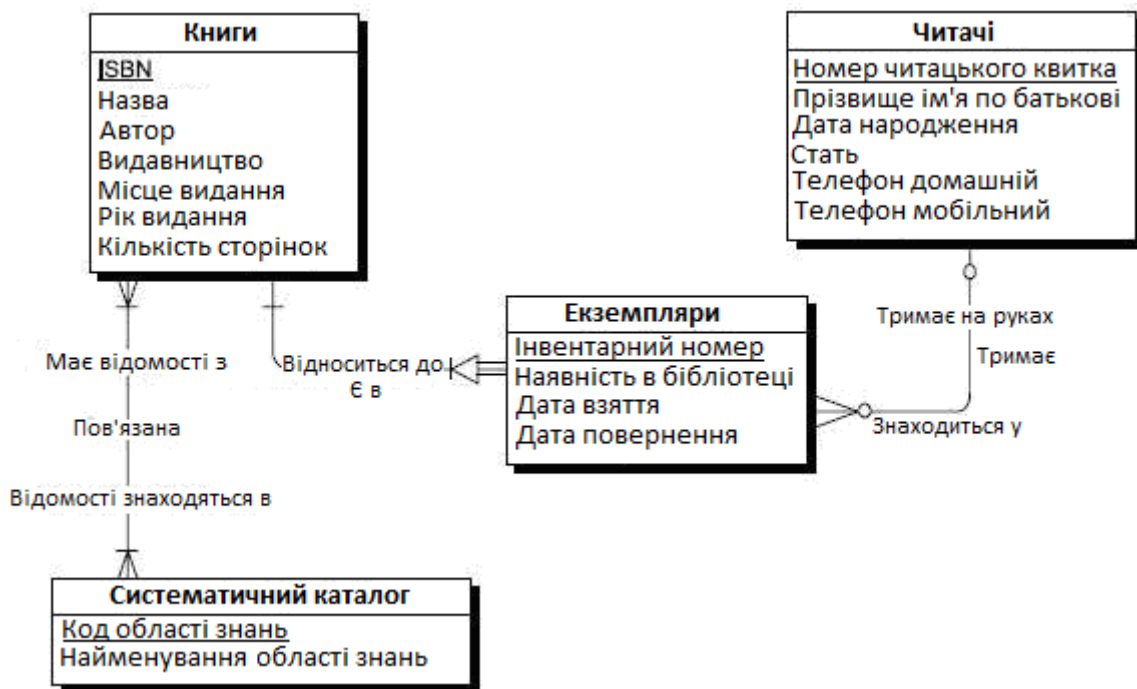 Книги
ISBN
Назва
Автор
Видавництво
Місце видання
Рік видання
Кількість сторінок
Читачі
Номер читацького квитка
Прізвище ім'я по батькові
Дата народження
Стать
Телефон домашній
Телефон мобільний
Екземпляри
Інвентарний номер
Наявність в бібліотеці
Дата взяття
Дата повернення
Тримає на руках
Тримає
Знаходиться у
Відноситься до
Є в
Має відомості з
Пов'язана
Відомості знаходяться в
Систематичний каталог
Код області знань
Найменування області знань